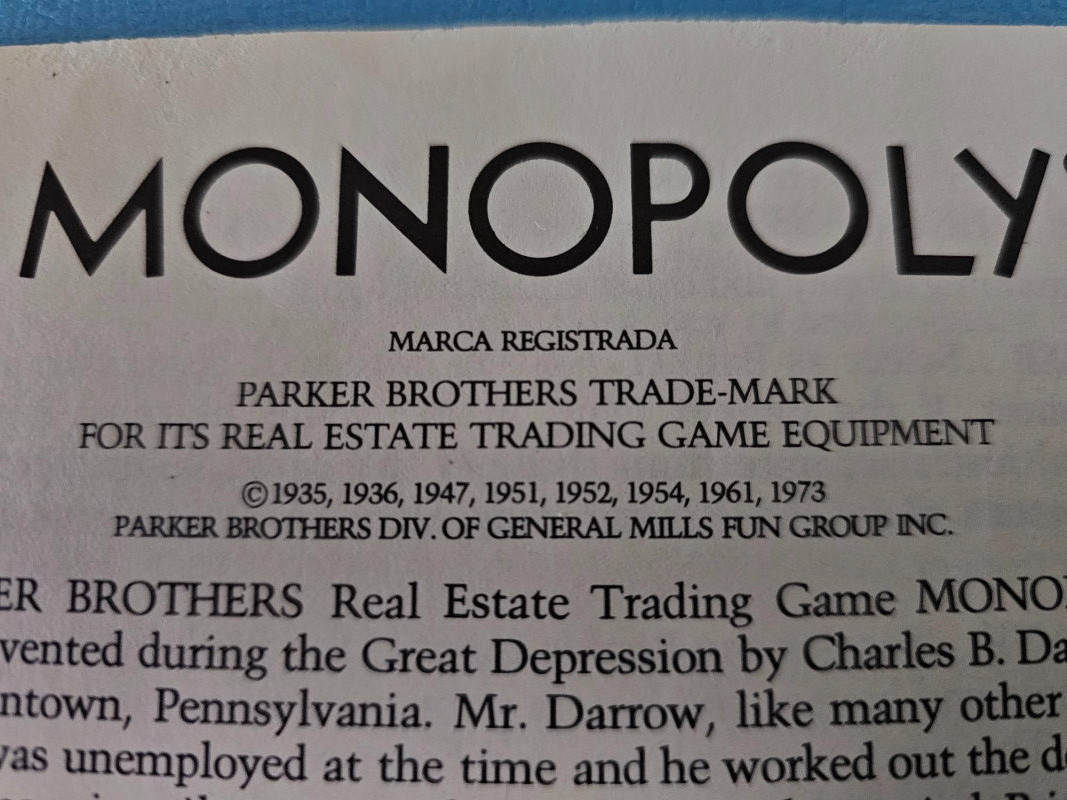 MONOPOLY
MARCA REGISTRADA
PARKER BROTHERS TRADE-MARK
FOR ITS REAL ESTATE TRADING GAME EQUIPMENT
©1935, 1936, 1947, 1951, 1952, 1954, 1961, 1973
PARKER BROTHERS DIV. OF GENERAL MILLS FUN GROUP INC.
ER BROTHERS Real Estate Trading Game MONO
vented during the Great Depression by Charles B. Da
ntown, Pennsylvania. Mr. Darrow, like many other
was unemployed at the time and he worked out the d